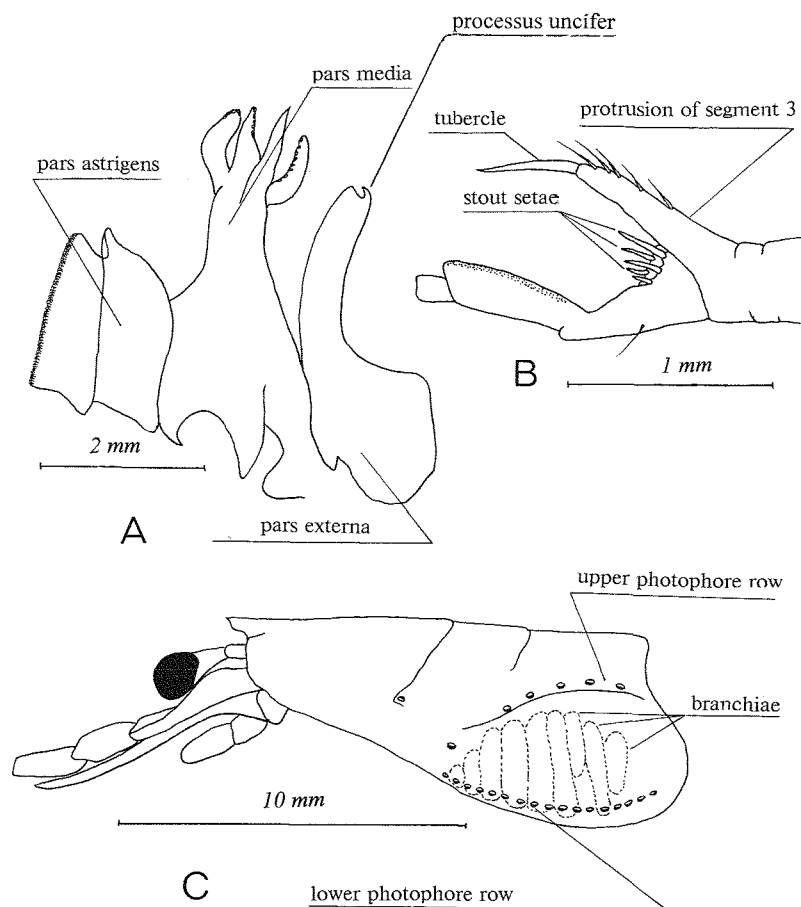 processus uncifer
pars media
protrusion of segment 3
tubercle
pars astrigens
stout setae
B
1 mm
2 mm
A
pars externa
upper photophore row
branchiae
10 mm
C
lower photophore row